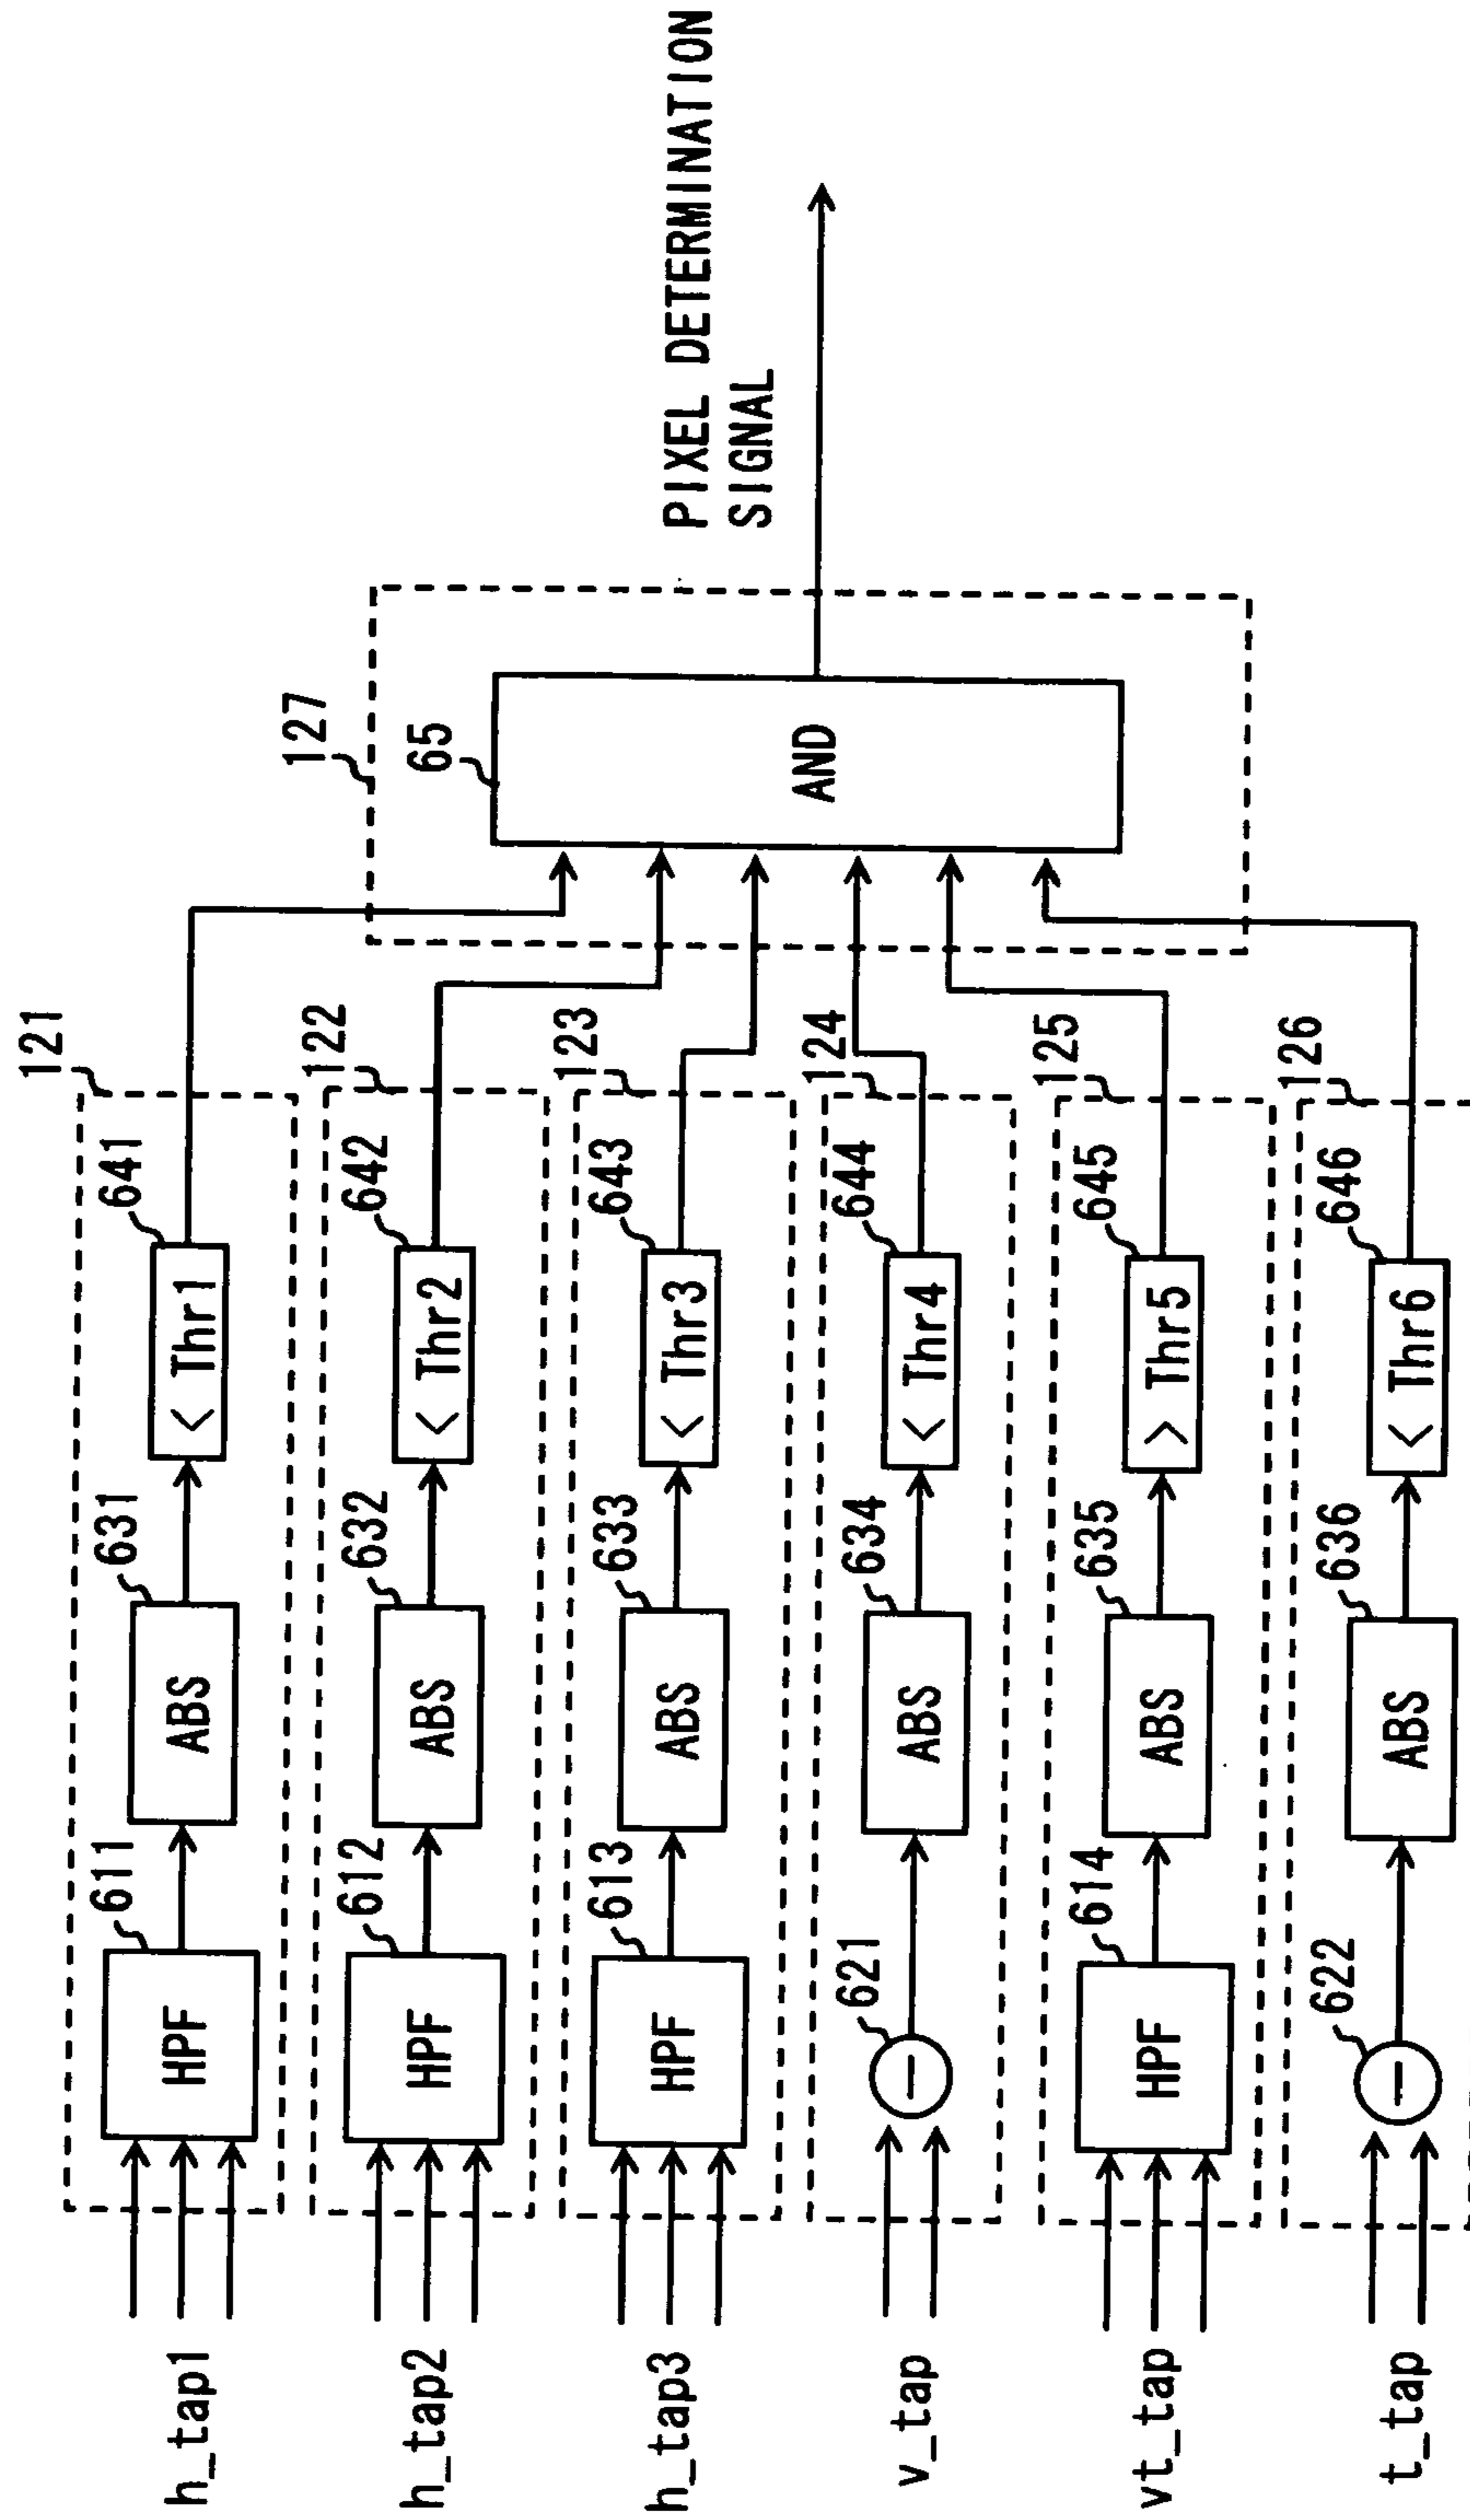 121
h_tap1
HPF
611
ABS
631
< Thr1
641
122
h_tap2
HPF
612
ABS
632
< Thr2
642
123
h_tap3
HPF
613
ABS
633
< Thr3
643
124
v_tap
−
621
ABS
634
< Thr4
644
125
vt_tap
HPF
614
ABS
635
> Thr5
645
126
t_tap
−
622
ABS
636
< Thr6
646
127
65
AND
PIXEL DETERMINATION
SIGNAL